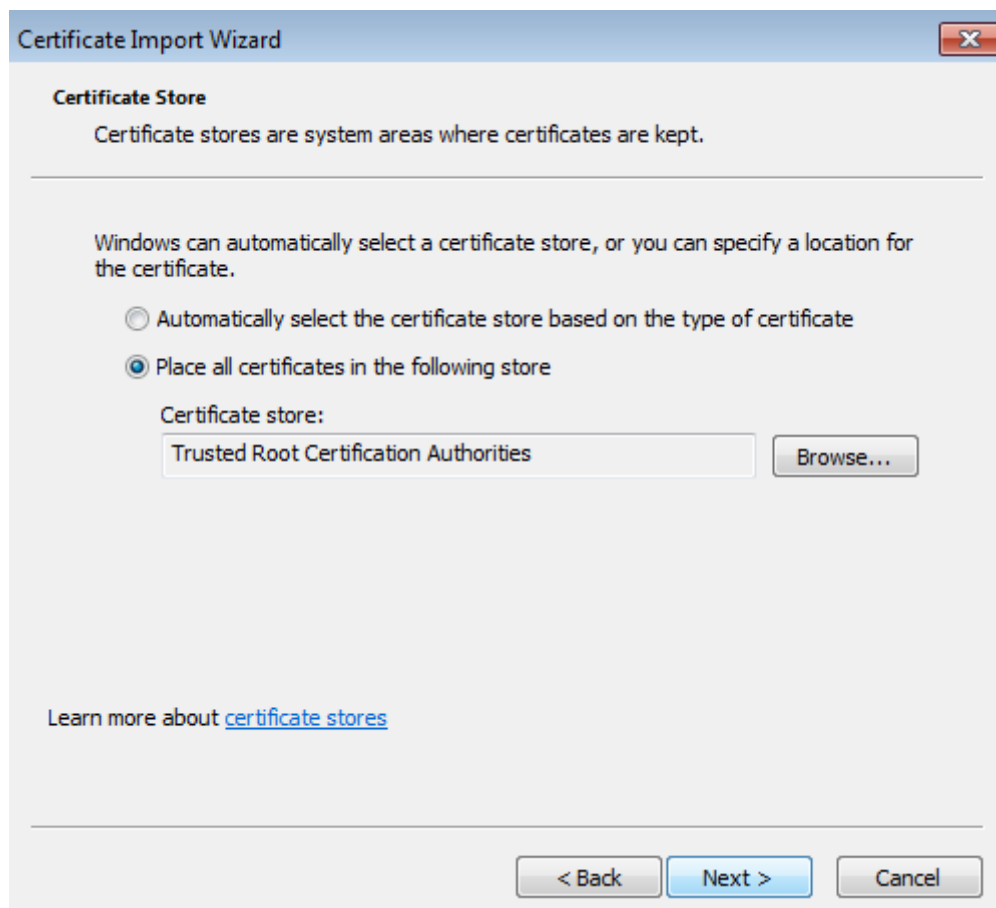 Certificate Import Wizard
Certificate Store
Certificate stores are system areas where certificates are kept.
Windows can automatically select a certificate store, or you can specify a location for
the certificate.
Automatically select the certificate store based on the type of certificate
Place all certificates in the following store
Certificate store:
Trusted Root Certification Authorities
Browse...
Learn more about certificate stores
< Back
Next >
Cancel